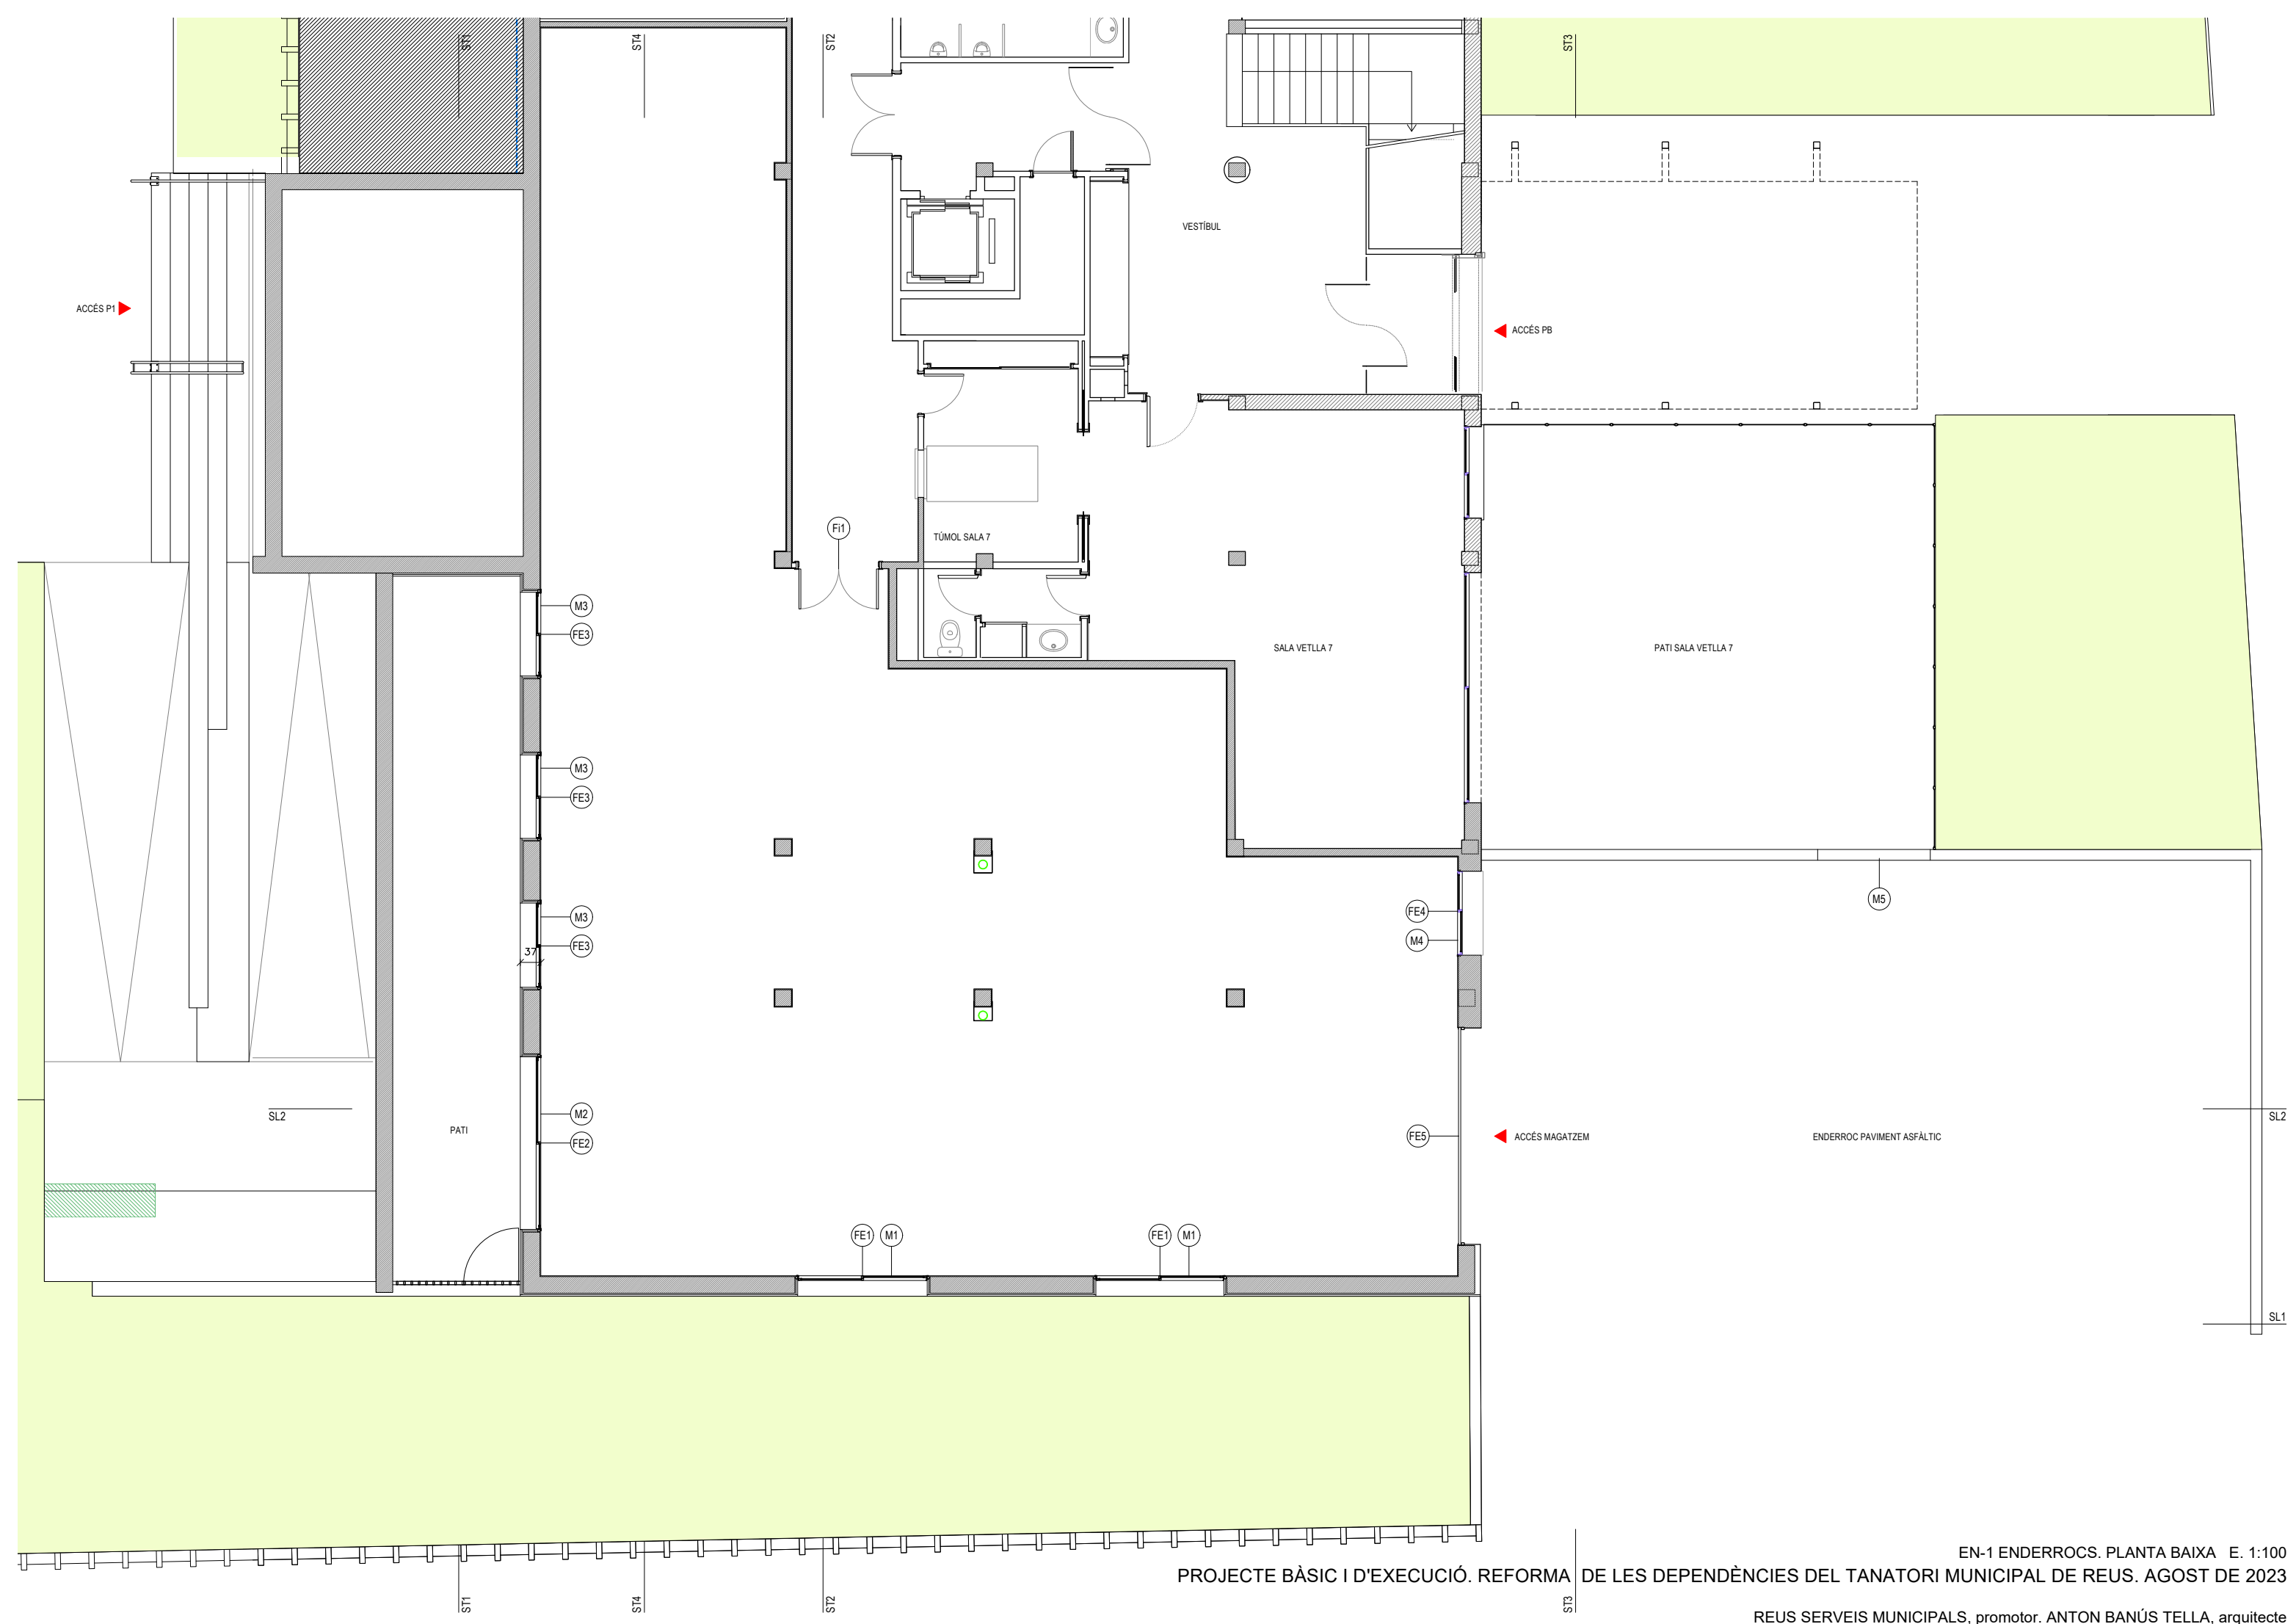 ST1
ST4
ST2
ST3
VESTÍBUL
ACCÉS P1
ACCÉS PB
Fi1
TÚMOL SALA 7
M3
FE3
SALA VETLLA 7
PATI SALA VETLLA 7
M3
FE3
M5
M3
FE3
37
FE4
M4
SL2
SL2
M2
FE2
PATI
FE5
ACCÉS MAGATZEM
ENDERROC PAVIMENT ASFÀLTIC
FE1
M1
FE1
M1
SL1
EN-1 ENDERROCS. PLANTA BAIXA E. 1:100
PROJECTE BÀSIC I D'EXECUCIÓ. REFORMA DE LES DEPENDÈNCIES DEL TANATORI MUNICIPAL DE REUS. AGOST DE 2023
ST1
ST4
ST2
ST3
REUS SERVEIS MUNICIPALS, promotor. ANTON BANÚS TELLA, arquitecte